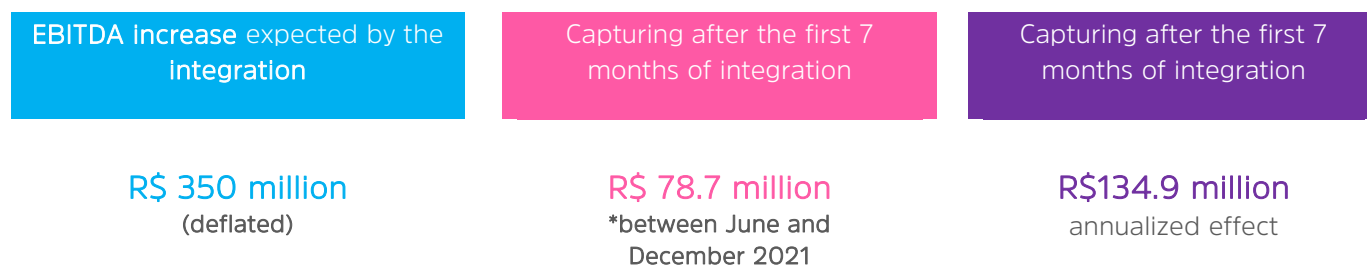 EBITDA increase expected by the
integration
R$ 350 million
(deflated)
Capturing after the first 7
months of integration
R$ 78.7 million
*between June and
December 2021
Capturing after the first 7
months of integration
R$134.9 million
annualized effect